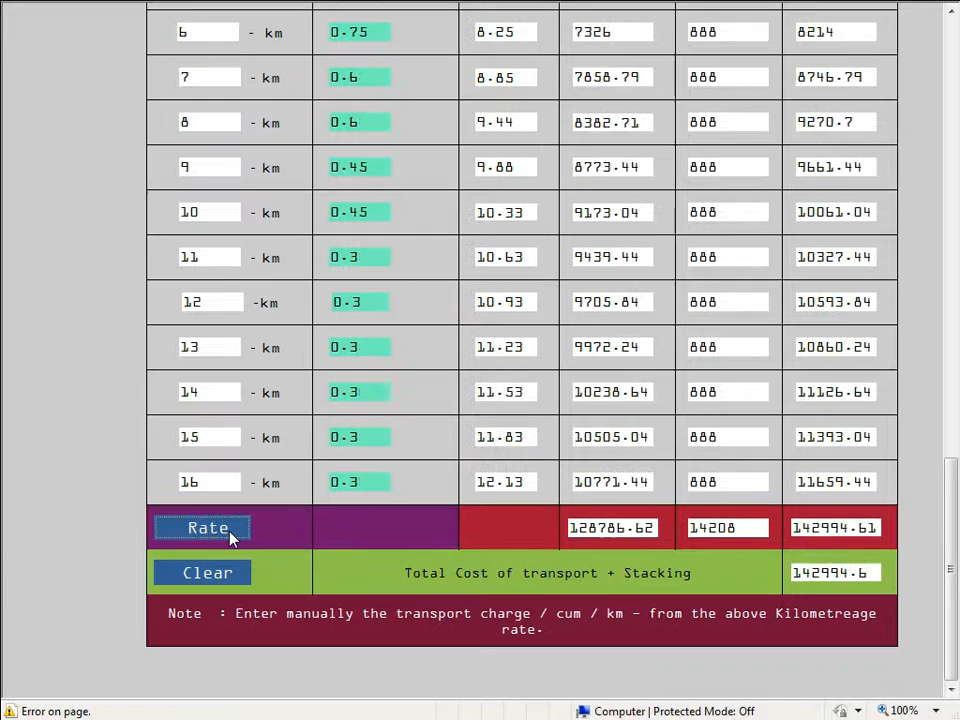 6 - km 0.75 8.25 7326 888 8214
7 - km 0.6 8.85 7858.79 888 8746.79
8 - km 0.6 9.44 8382.71 888 9270.7
9 - km 0.45 9.88 8773.44 888 9661.44
10 - km 0.45 10.33 9173.04 888 10061.04
11 - km 0.3 10.63 9439.44 888 10327.44
12 -km 0.3 10.93 9705.84 888 10593.84
13 - km 0.3 11.23 9972.24 888 10860.24
14 - km 0.3 11.53 10238.64 888 11126.64
15 - km 0.3 11.83 10505.04 888 11393.04
16 - km 0.3 12.13 10771.44 888 11659.44
Rate 128786.62 14208 142994.61
Clear Total Cost of transport + Stacking 142994.6
Note : Enter manually the transport charge / cum / km - from the above Kilometreage
rate.
Error on page. Computer | Protected Mode: Off 100%